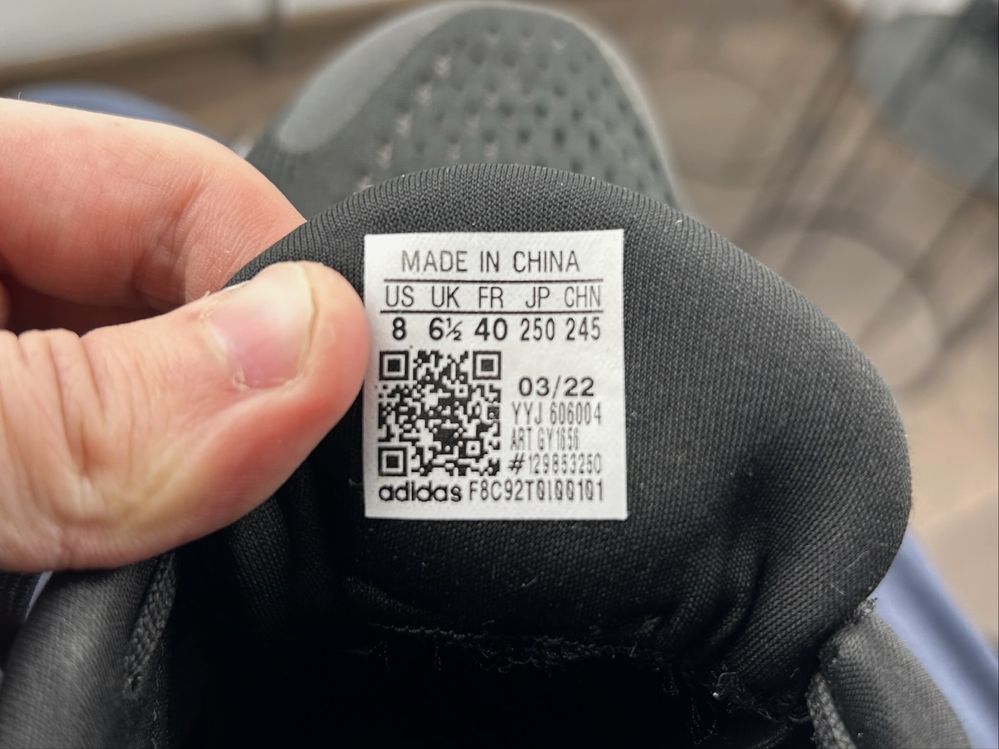 MADE IN CHINA
US UK FR JP CHN
8 6½ 40 250 245
03/22
YYJ 606004
ART GY1656
#129853250
adidas F8C92T0I00101